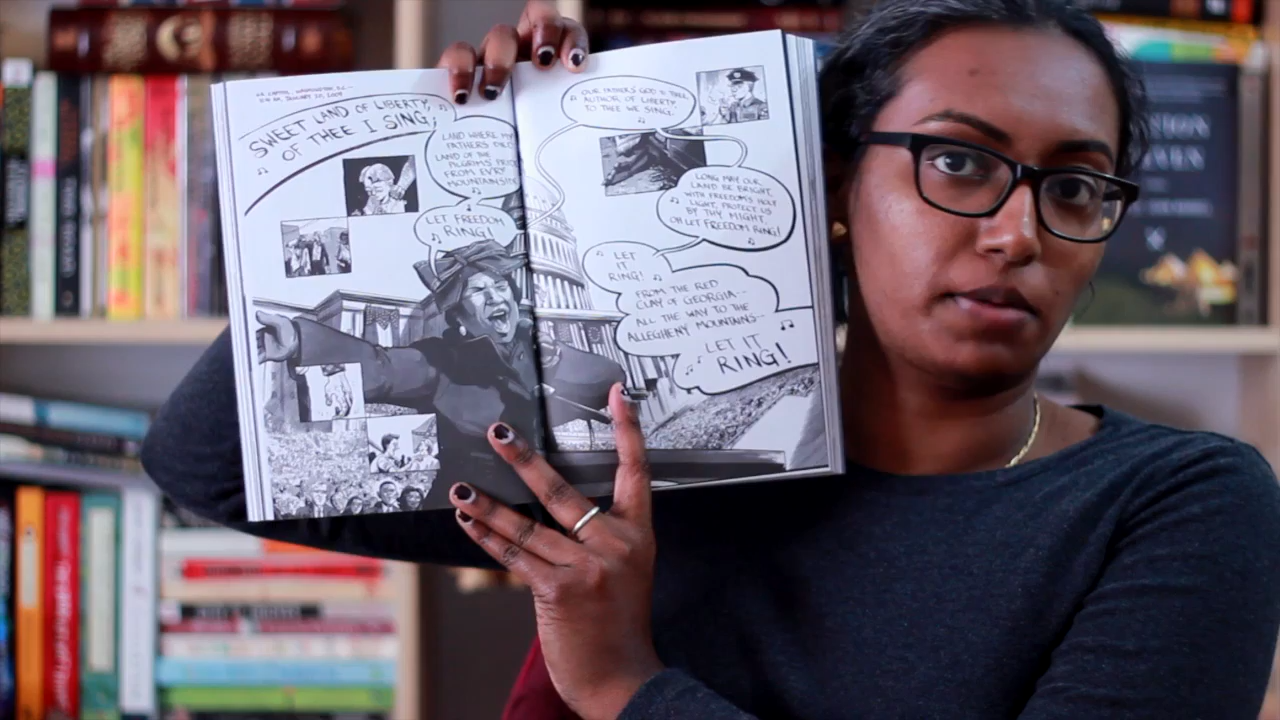 SWEET LAND OF LIBERTY,
OF THEE I SING;
LAND WHERE MY
FATHERS DIED
LAND OF THE
PILGRIMS PRIDE
FROM EV'RY
MOUNTAINSIDE
LET FREEDOM
RING!
OUR FATHERS' GOD TO THEE,
AUTHOR OF LIBERTY,
TO THEE WE SING.
LONG MAY OUR
LAND BE BRIGHT,
WITH FREEDOM'S HOLY
LIGHT, PROTECT US
BY THY MIGHT,
OH LET FREEDOM RING!
LET
IT
RING!
FROM THE RED
CLAY OF GEORGIA--
ALL THE WAY TO THE
ALLEGHENY MOUNTAINS--
LET IT
RING!